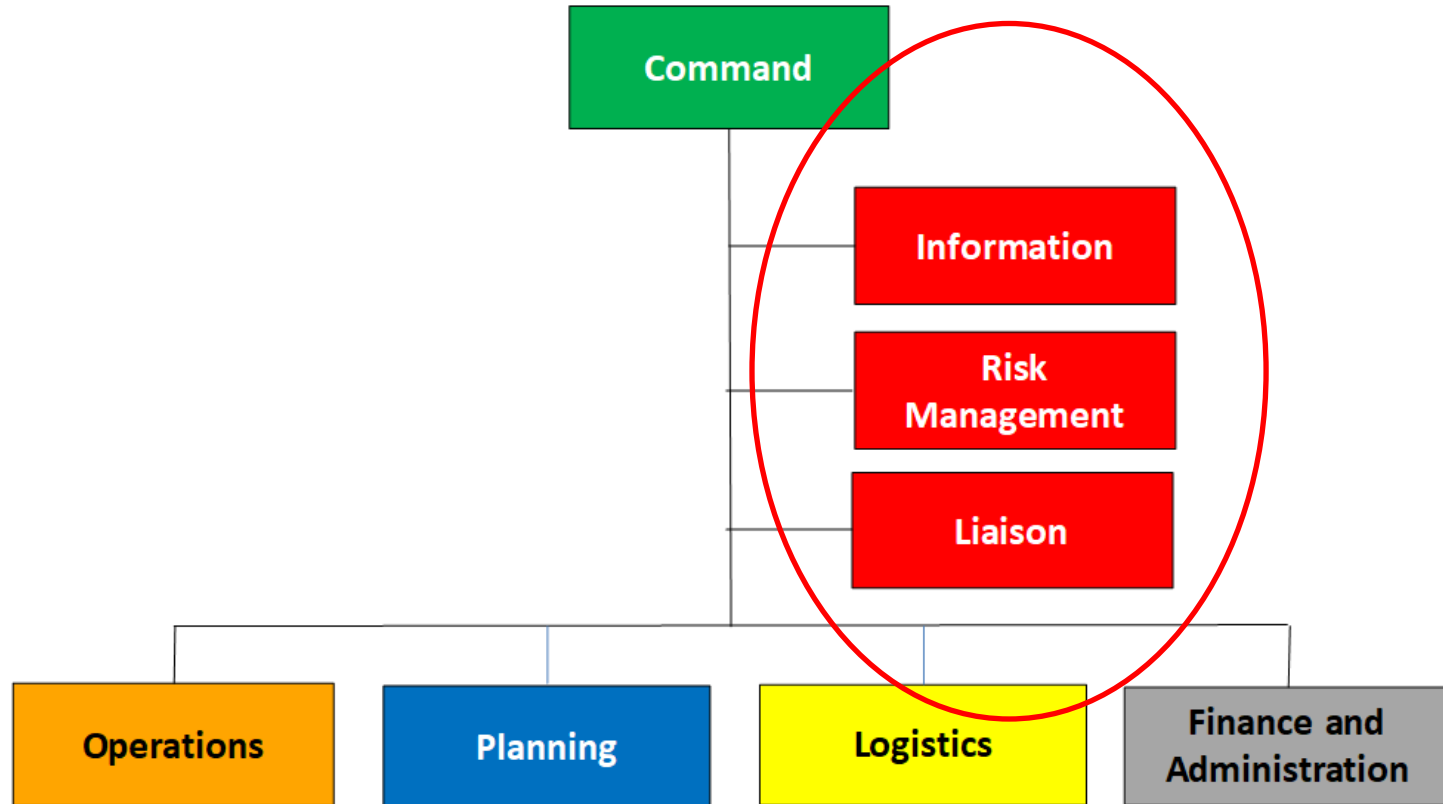 Command
Information
Risk
Management
Liaison
Operations
Planning
Logistics
Finance and
Administration